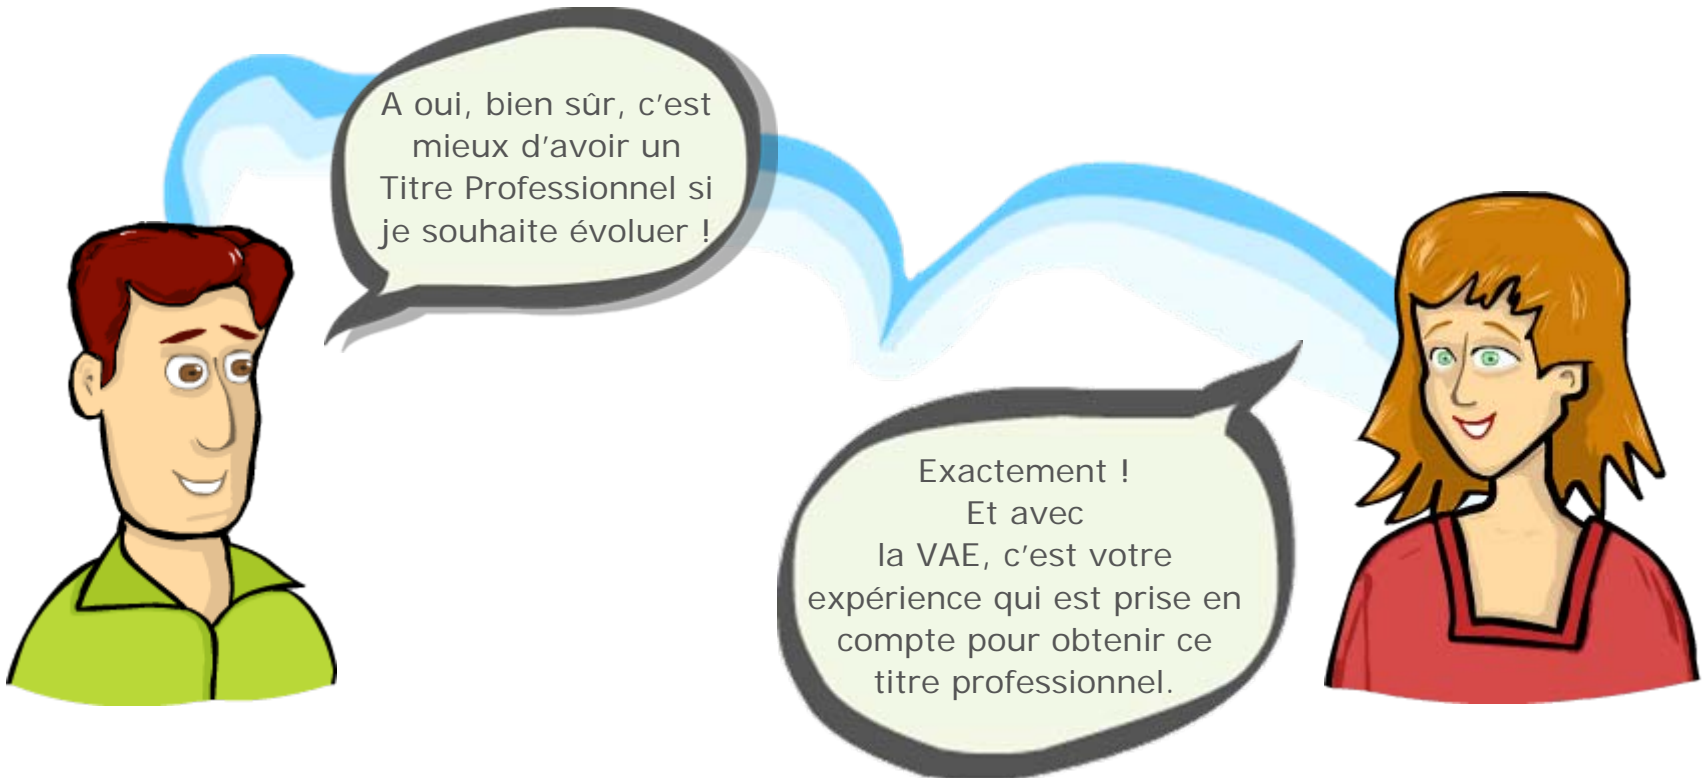 A oui, bien sûr, c’est
mieux d’avoir un
Titre Professionnel si
je souhaite évoluer !
Exactement !
Et avec
la VAE, c’est votre
expérience qui est prise en
compte pour obtenir ce
titre professionnel.